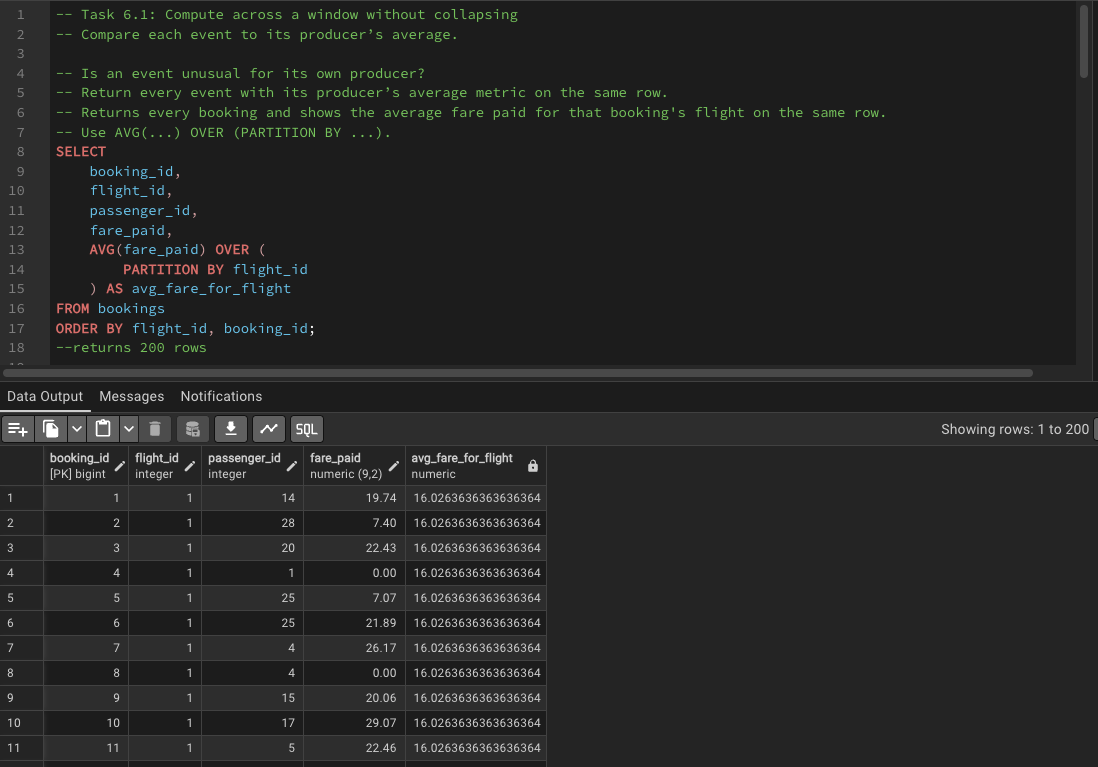 1 -- Task 6.1: Compute across a window without collapsing
2 -- Compare each event to its producer’s average.
3
4 -- Is an event unusual for its own producer?
5 -- Return every event with its producer’s average metric on the same row.
6 -- Returns every booking and shows the average fare paid for that booking's flight on the same row.
7 -- Use AVG(...) OVER (PARTITION BY ...).
8 SELECT
9 booking_id,
10 flight_id,
11 passenger_id,
12 fare_paid,
13 AVG(fare_paid) OVER (
14 PARTITION BY flight_id
15 ) AS avg_fare_for_flight
16 FROM bookings
17 ORDER BY flight_id, booking_id;
18 --returns 200 rows
Data Output Messages Notifications
SQL Showing rows: 1 to 200
booking_id flight_id passenger_id fare_paid avg_fare_for_flight
[PK] bigint integer integer numeric (9,2) numeric
1 1 1 14 19.74 16.0263636363636364
2 2 1 28 7.40 16.0263636363636364
3 3 1 20 22.43 16.0263636363636364
4 4 1 1 0.00 16.0263636363636364
5 5 1 25 7.07 16.0263636363636364
6 6 1 25 21.89 16.0263636363636364
7 7 1 4 26.17 16.0263636363636364
8 8 1 4 0.00 16.0263636363636364
9 9 1 15 20.06 16.0263636363636364
10 10 1 17 29.07 16.0263636363636364
11 11 1 5 22.46 16.0263636363636364